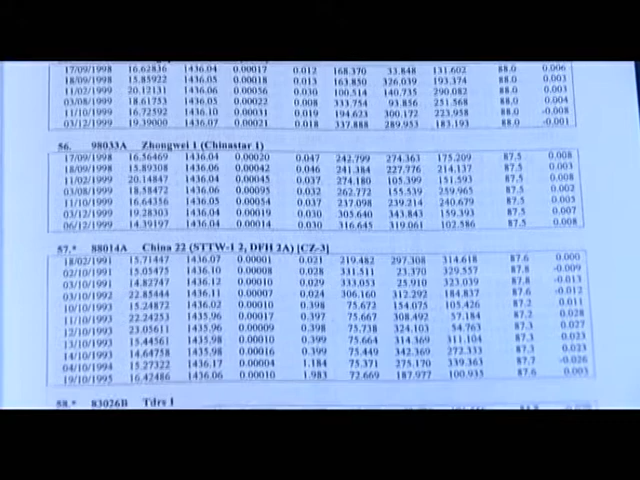 17/09/1998 16.62836 1436.04 0.00017 0.012 168.370 33.848 131.602 88.0 0.006
18/09/1998 15.85922 1436.05 0.00018 0.013 163.850 326.039 193.374 88.0 0.003
11/02/1999 20.12131 1436.06 0.00056 0.030 100.514 140.735 290.082 88.0 0.003
03/08/1999 18.61753 1436.05 0.00022 0.008 333.754 93.856 251.568 88.0 0.004
11/10/1999 16.72592 1436.10 0.00031 0.019 194.623 300.172 223.958 88.0 -0.008
03/12/1999 19.39000 1436.07 0.00021 0.018 337.888 289.953 183.193 88.0 -0.001
56. 98033A Zhongwei 1 (Chinastar 1)
17/09/1998 16.56469 1436.04 0.00020 0.047 242.799 274.363 175.209 87.5 0.008
18/09/1998 15.89308 1436.06 0.00042 0.046 241.384 227.776 214.137 87.5 0.003
11/02/1999 20.14847 1436.04 0.00045 0.037 274.180 105.399 151.593 87.5 0.008
03/08/1999 18.58472 1436.06 0.00095 0.032 262.772 155.539 259.965 87.5 0.002
11/10/1999 16.64356 1436.05 0.00054 0.037 237.098 239.214 240.679 87.5 0.005
03/12/1999 19.28303 1436.04 0.00019 0.030 305.640 343.843 159.393 87.5 0.007
06/12/1999 14.39197 1436.04 0.00014 0.030 316.645 319.061 102.586 87.5 0.008
57.* 88014A China 22 (STTW-1 2, DFH 2A) [CZ-3]
18/02/1991 15.71447 1436.07 0.00001 0.021 219.482 297.308 314.618 87.6 0.000
02/10/1991 15.05475 1436.10 0.00008 0.028 331.511 23.370 329.557 87.8 -0.009
03/10/1991 14.82747 1436.12 0.00010 0.029 333.053 25.910 323.039 87.8 -0.013
03/10/1992 22.85444 1436.11 0.00007 0.024 306.160 312.292 184.837 87.6 -0.012
10/10/1993 15.24872 1436.02 0.00010 0.398 75.672 154.075 105.426 87.2 0.011
11/10/1993 22.24253 1435.96 0.00017 0.397 75.667 308.492 57.184 87.2 0.028
12/10/1993 23.05611 1435.96 0.00009 0.398 75.738 324.103 54.763 87.3 0.027
13/10/1993 15.44561 1435.98 0.00010 0.399 75.664 314.369 311.104 87.3 0.023
14/10/1993 14.64758 1435.98 0.00016 0.399 75.449 342.369 272.333 87.3 0.023
04/10/1994 15.27322 1436.17 0.00004 1.184 75.371 275.170 339.363 87.7 -0.026
19/10/1995 16.42486 1436.06 0.00010 1.983 72.669 187.977 100.935 87.6 0.003
58.* 83026B Tdrs 1